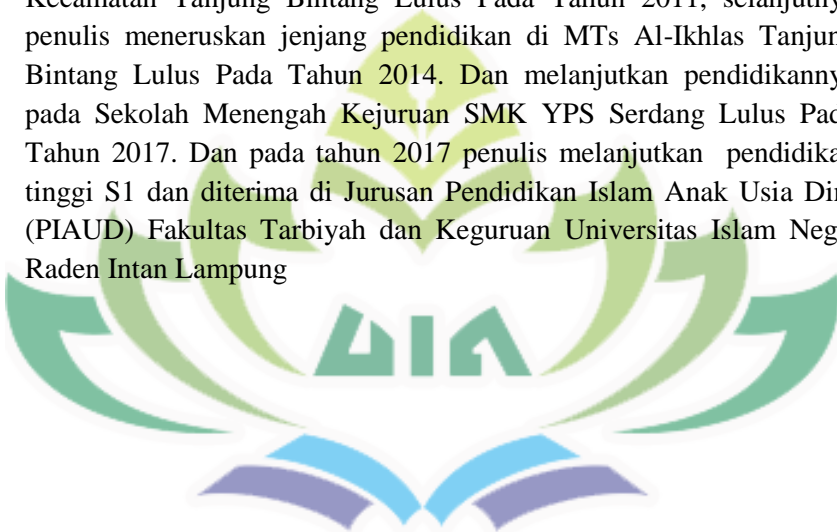 Kecamatan Tanjung Bintang Lulus Pada Tahun 2011, selanjutny
penulis meneruskan jenjang pendidikan di MTs Al-Ikhlas Tanjun
Bintang Lulus Pada Tahun 2014. Dan melanjutkan pendidikanny
pada Sekolah Menengah Kejuruan SMK YPS Serdang Lulus Pad
Tahun 2017. Dan pada tahun 2017 penulis melanjutkan pendidika
tinggi S1 dan diterima di Jurusan Pendidikan Islam Anak Usia Din
(PIAUD) Fakultas Tarbiyah dan Keguruan Universitas Islam Neg
Raden Intan Lampung
UIN